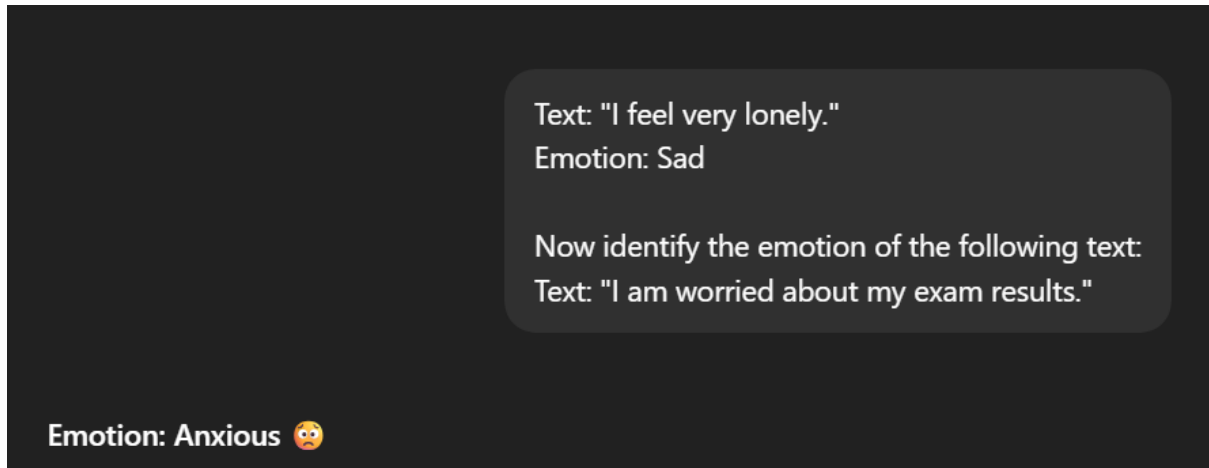 Text: "I feel very lonely."
Emotion: Sad
Now identify the emotion of the following text:
Text: "I am worried about my exam results."
Emotion: Anxious 😟